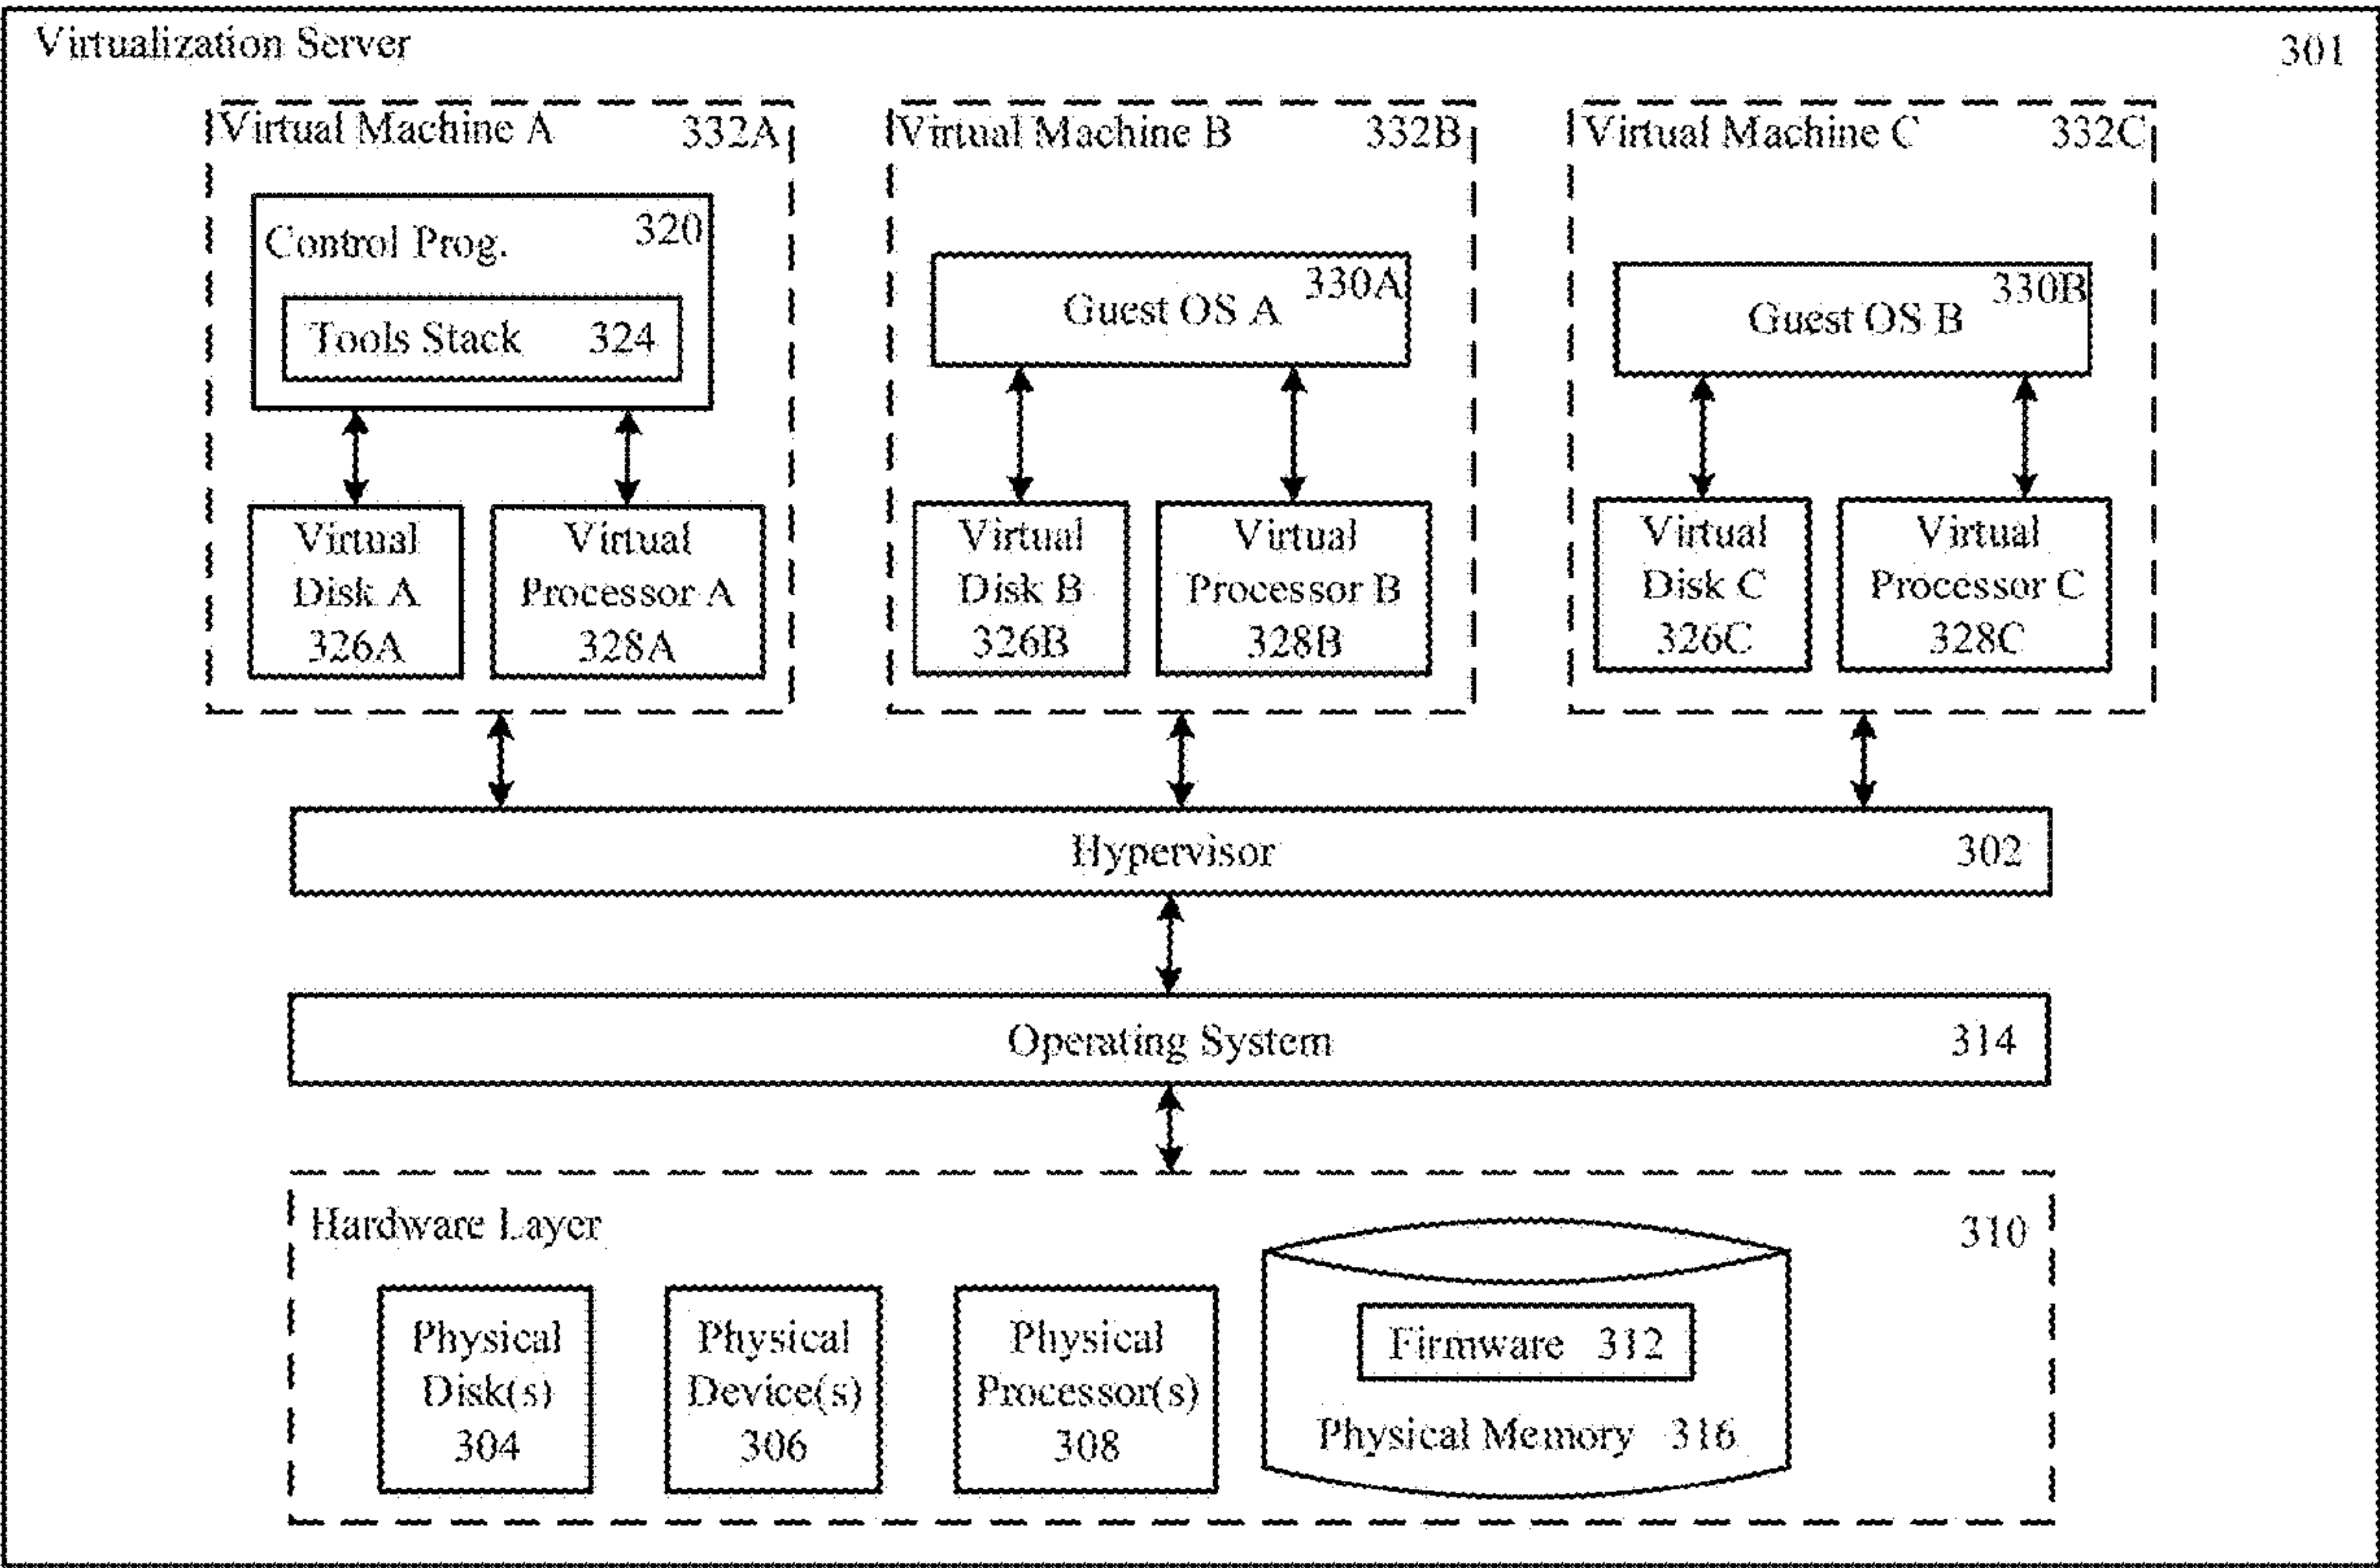 Virtualization Server 301
Virtual Machine A 332A
Control Prog. 320
Tools Stack 324
Virtual
Disk A
326A
Virtual
Processor A
328A
Virtual Machine B 332B
Guest OS A 330A
Virtual
Disk B
326B
Virtual
Processor B
328B
Virtual Machine C 332C
Guest OS B 330B
Virtual
Disk C
326C
Virtual
Processor C
328C
Hypervisor 302
Operating System 314
Hardware Layer 310
Physical
Disk(s)
304
Physical
Device(s)
306
Physical
Processor(s)
308
Firmware 312
Physical Memory 316